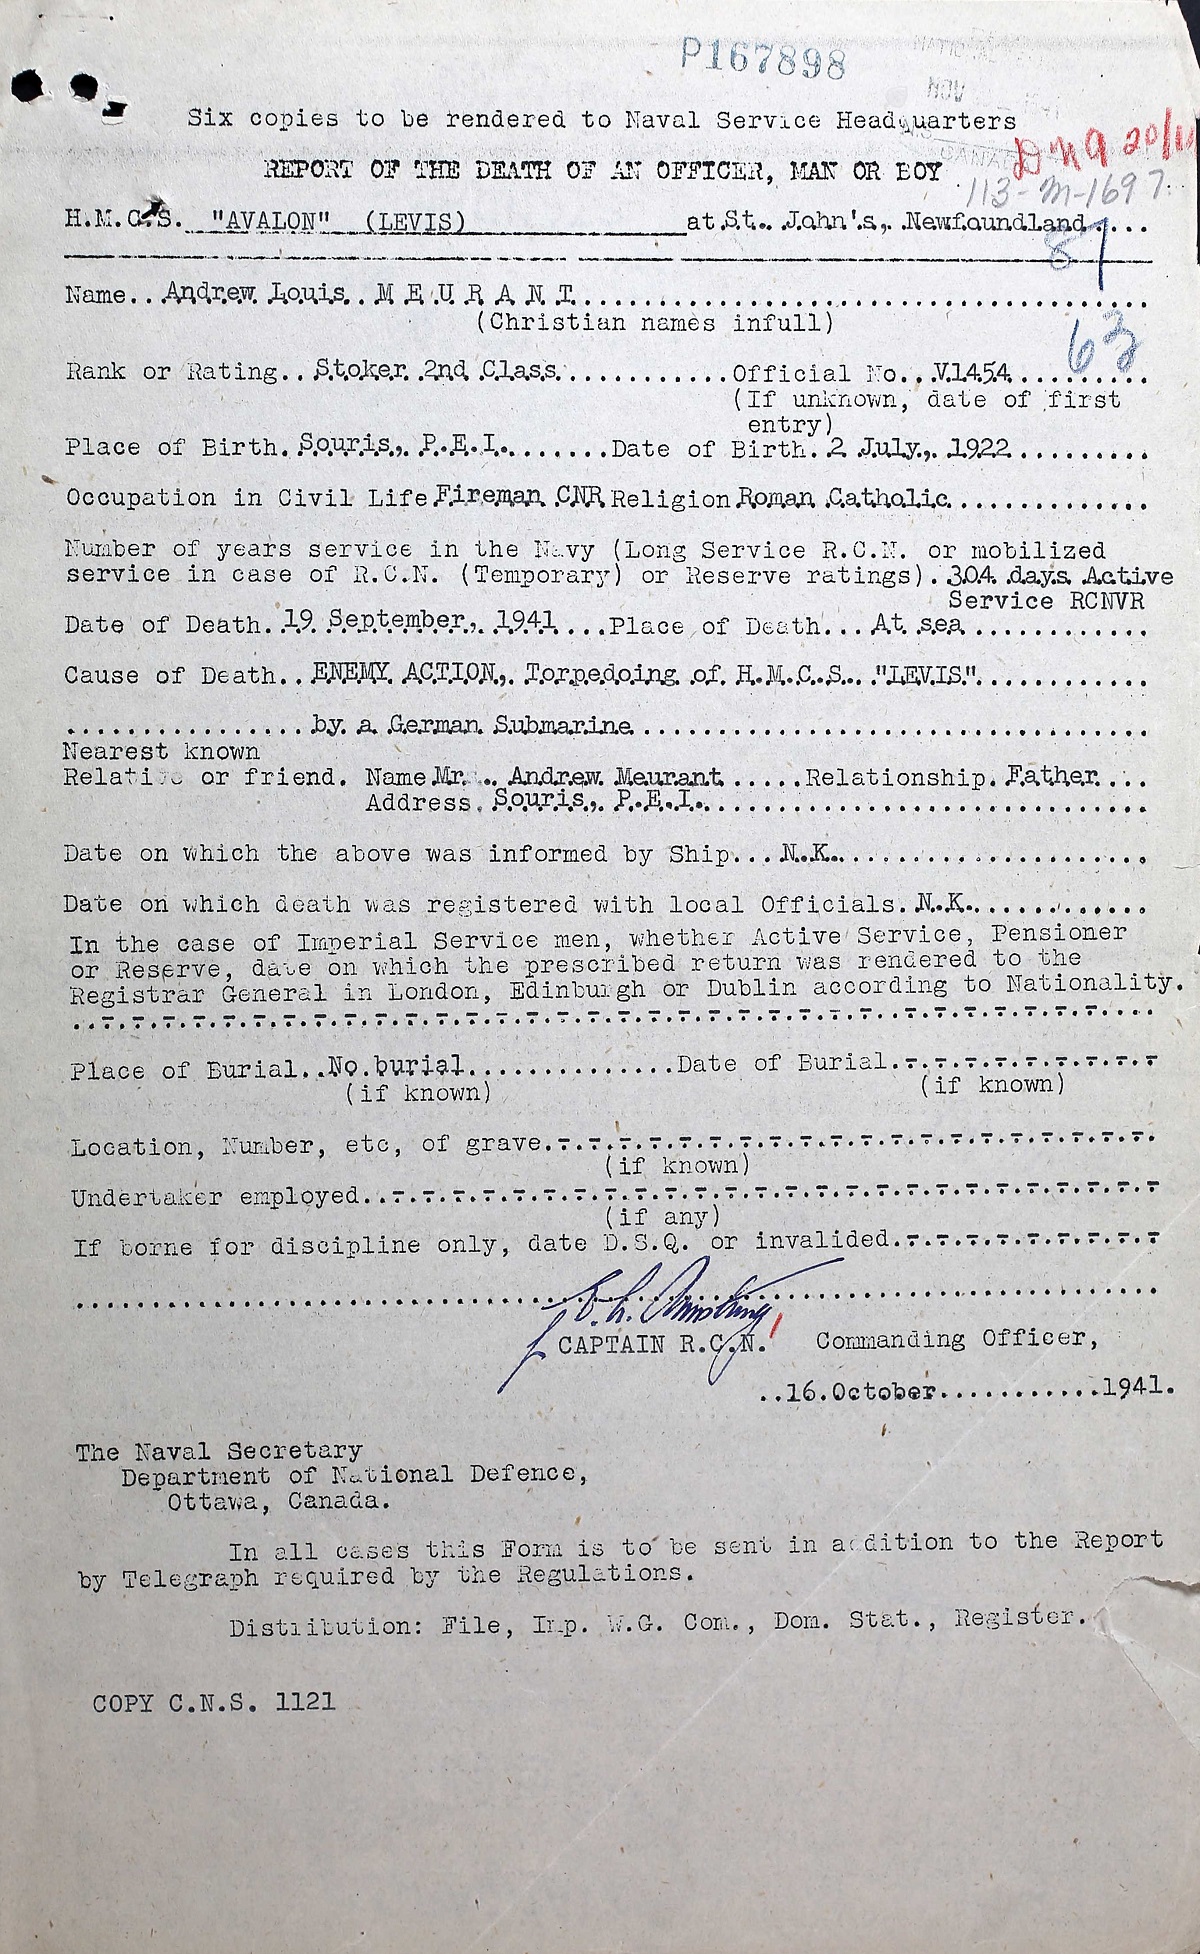 P167898
Six copies to be rendered to Naval Service Headquarters
REPORT OF THE DEATH OF AN OFFICER, MAN OR BOY
113-M-1697
H.M.C.S. "AVALON" (LEVIS) at St. John's, Newfoundland....
87
Name.. Andrew Louis.. M E U R A N T......
(Christian names infull)
63
Rank or Rating.. Stoker 2nd Class...........Official No.. V1454.........
(If unknown, date of first
entry)
Place of Birth. Souris, P.E.I........Date of Birth. 2 July, 1922.........
Occupation in Civil Life Fireman CNR Religion Roman Catholic.............
Number of years service in the Navy (Long Service R.C.N. or mobilized
service in case of R.C.N. (Temporary) or Reserve ratings). 304 days Active
Service RCNVR
Date of Death. 19 September, 1941 ...Place of Death... At sea............
Cause of Death.. ENEMY ACTION, Torpedoing of H.M.C.S. "LEVIS"...........
................by a German Submarine..................................
Nearest known
Relative or friend. Name Mr. .. Andrew Meurant.....Relationship. Father....
Address. Souris, P.E.I..............................
Date on which the above was informed by Ship... N.K.....................
Date on which death was registered with local Officials. N.K............
In the case of Imperial Service men, whether Active Service, Pensioner
or Reserve, date on which the prescribed return was rendered to the
Registrar General in London, Edinburgh or Dublin according to Nationality.
..-.-.-.-.-.-.-.-.-.-.-.-.-.-.-.-.-.-.-.-.-.-.-.-.-.-.-.-.-.-.-.-.-.-....
Place of Burial.. No burial..............Date of Burial.-.-.-.-.-.-.-.-.-
(if known) (if known)
Location, Number, etc, of grave.-.-.-.-.-.-.-.-.-.-.-.-.-.-.-.-.-.-.-.-.
(if known)
Undertaker employed..-.-.-.-.-.-.-.-.-.-.-.-.-.-.-.-.-.-.-.-.-.-.-.-.-.-
(if any)
If borne for discipline only, date D.S.Q. or invalided.-.-.-.-.-.-.-.-.-
........................................................................
CAPTAIN R.C.N. Commanding Officer,
..16.October............1941.
The Naval Secretary
Department of National Defence,
Ottawa, Canada.
In all cases this Form is to be sent in addition to the Report
by Telegraph required by the Regulations.
Distribution: File, Imp. W.G. Com., Dom. Stat., Register.
COPY C.N.S. 1121